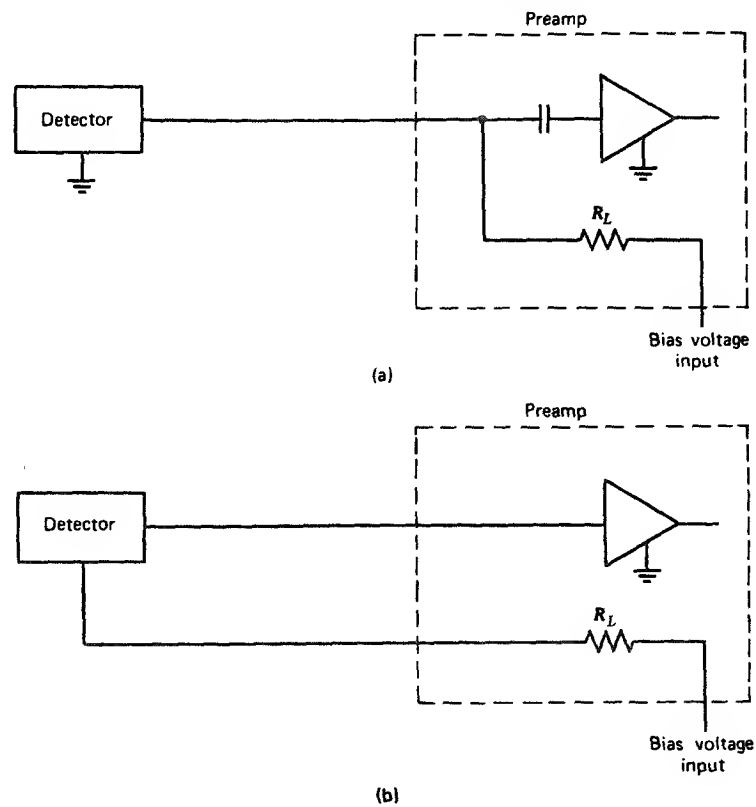 Preamp
Detector
R_L
Bias voltage
input
(a)
Preamp
Detector
R_L
Bias voltage
input
(b)